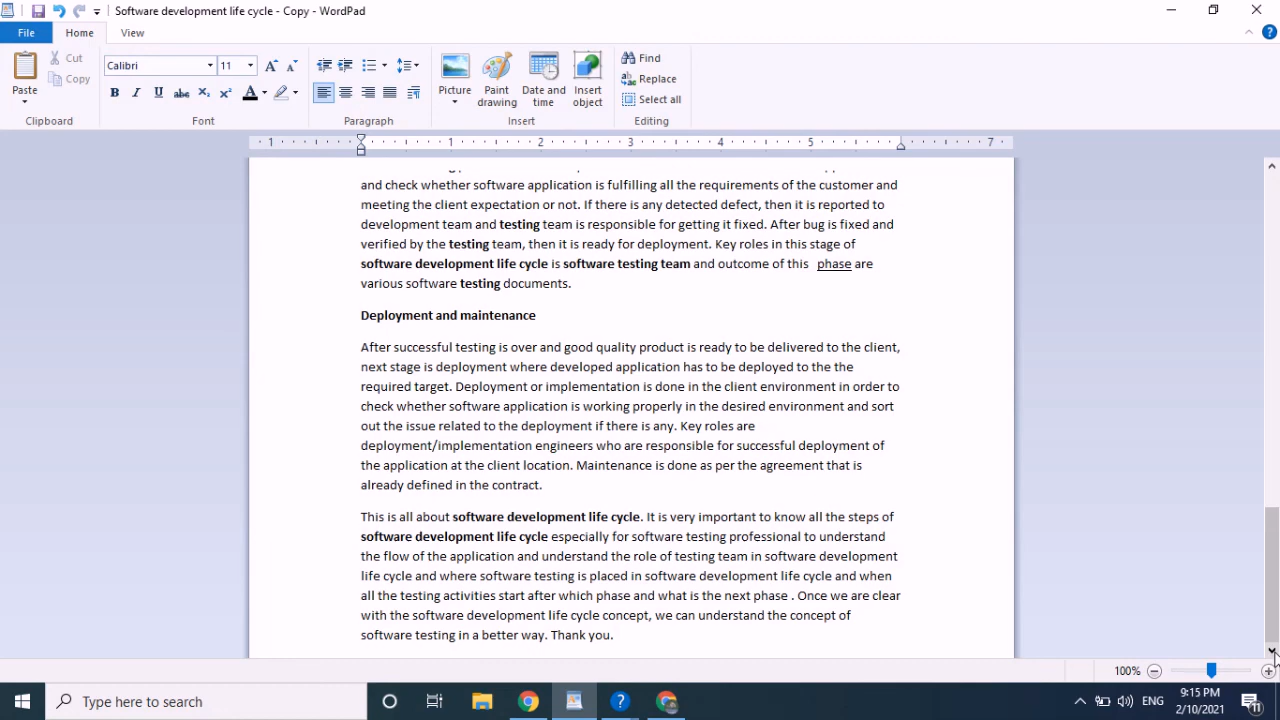 Software development life cycle - Copy - WordPad
File Home View
Paste
Cut
Copy
Clipboard
Calibri 11
B I U abc X₂ X² A
Font
Paragraph
Picture
Paint drawing
Date and time
Insert object
Insert
Find
Replace
Select all
Editing
1 1 2 3 4 5 7
and check whether software application is fulfilling all the requirements of the customer and
meeting the client expectation or not. If there is any detected defect, then it is reported to
development team and testing team is responsible for getting it fixed. After bug is fixed and
verified by the testing team, then it is ready for deployment. Key roles in this stage of
software development life cycle is software testing team and outcome of this phase are
various software testing documents.
Deployment and maintenance
After successful testing is over and good quality product is ready to be delivered to the client,
next stage is deployment where developed application has to be deployed to the the
required target. Deployment or implementation is done in the client environment in order to
check whether software application is working properly in the desired environment and sort
out the issue related to the deployment if there is any. Key roles are
deployment/implementation engineers who are responsible for successful deployment of
the application at the client location. Maintenance is done as per the agreement that is
already defined in the contract.
This is all about software development life cycle. It is very important to know all the steps of
software development life cycle especially for software testing professional to understand
the flow of the application and understand the role of testing team in software development
life cycle and where software testing is placed in software development life cycle and when
all the testing activities start after which phase and what is the next phase . Once we are clear
with the software development life cycle concept, we can understand the concept of
software testing in a better way. Thank you.
100%
Type here to search
ENG
9:15 PM
2/10/2021
11